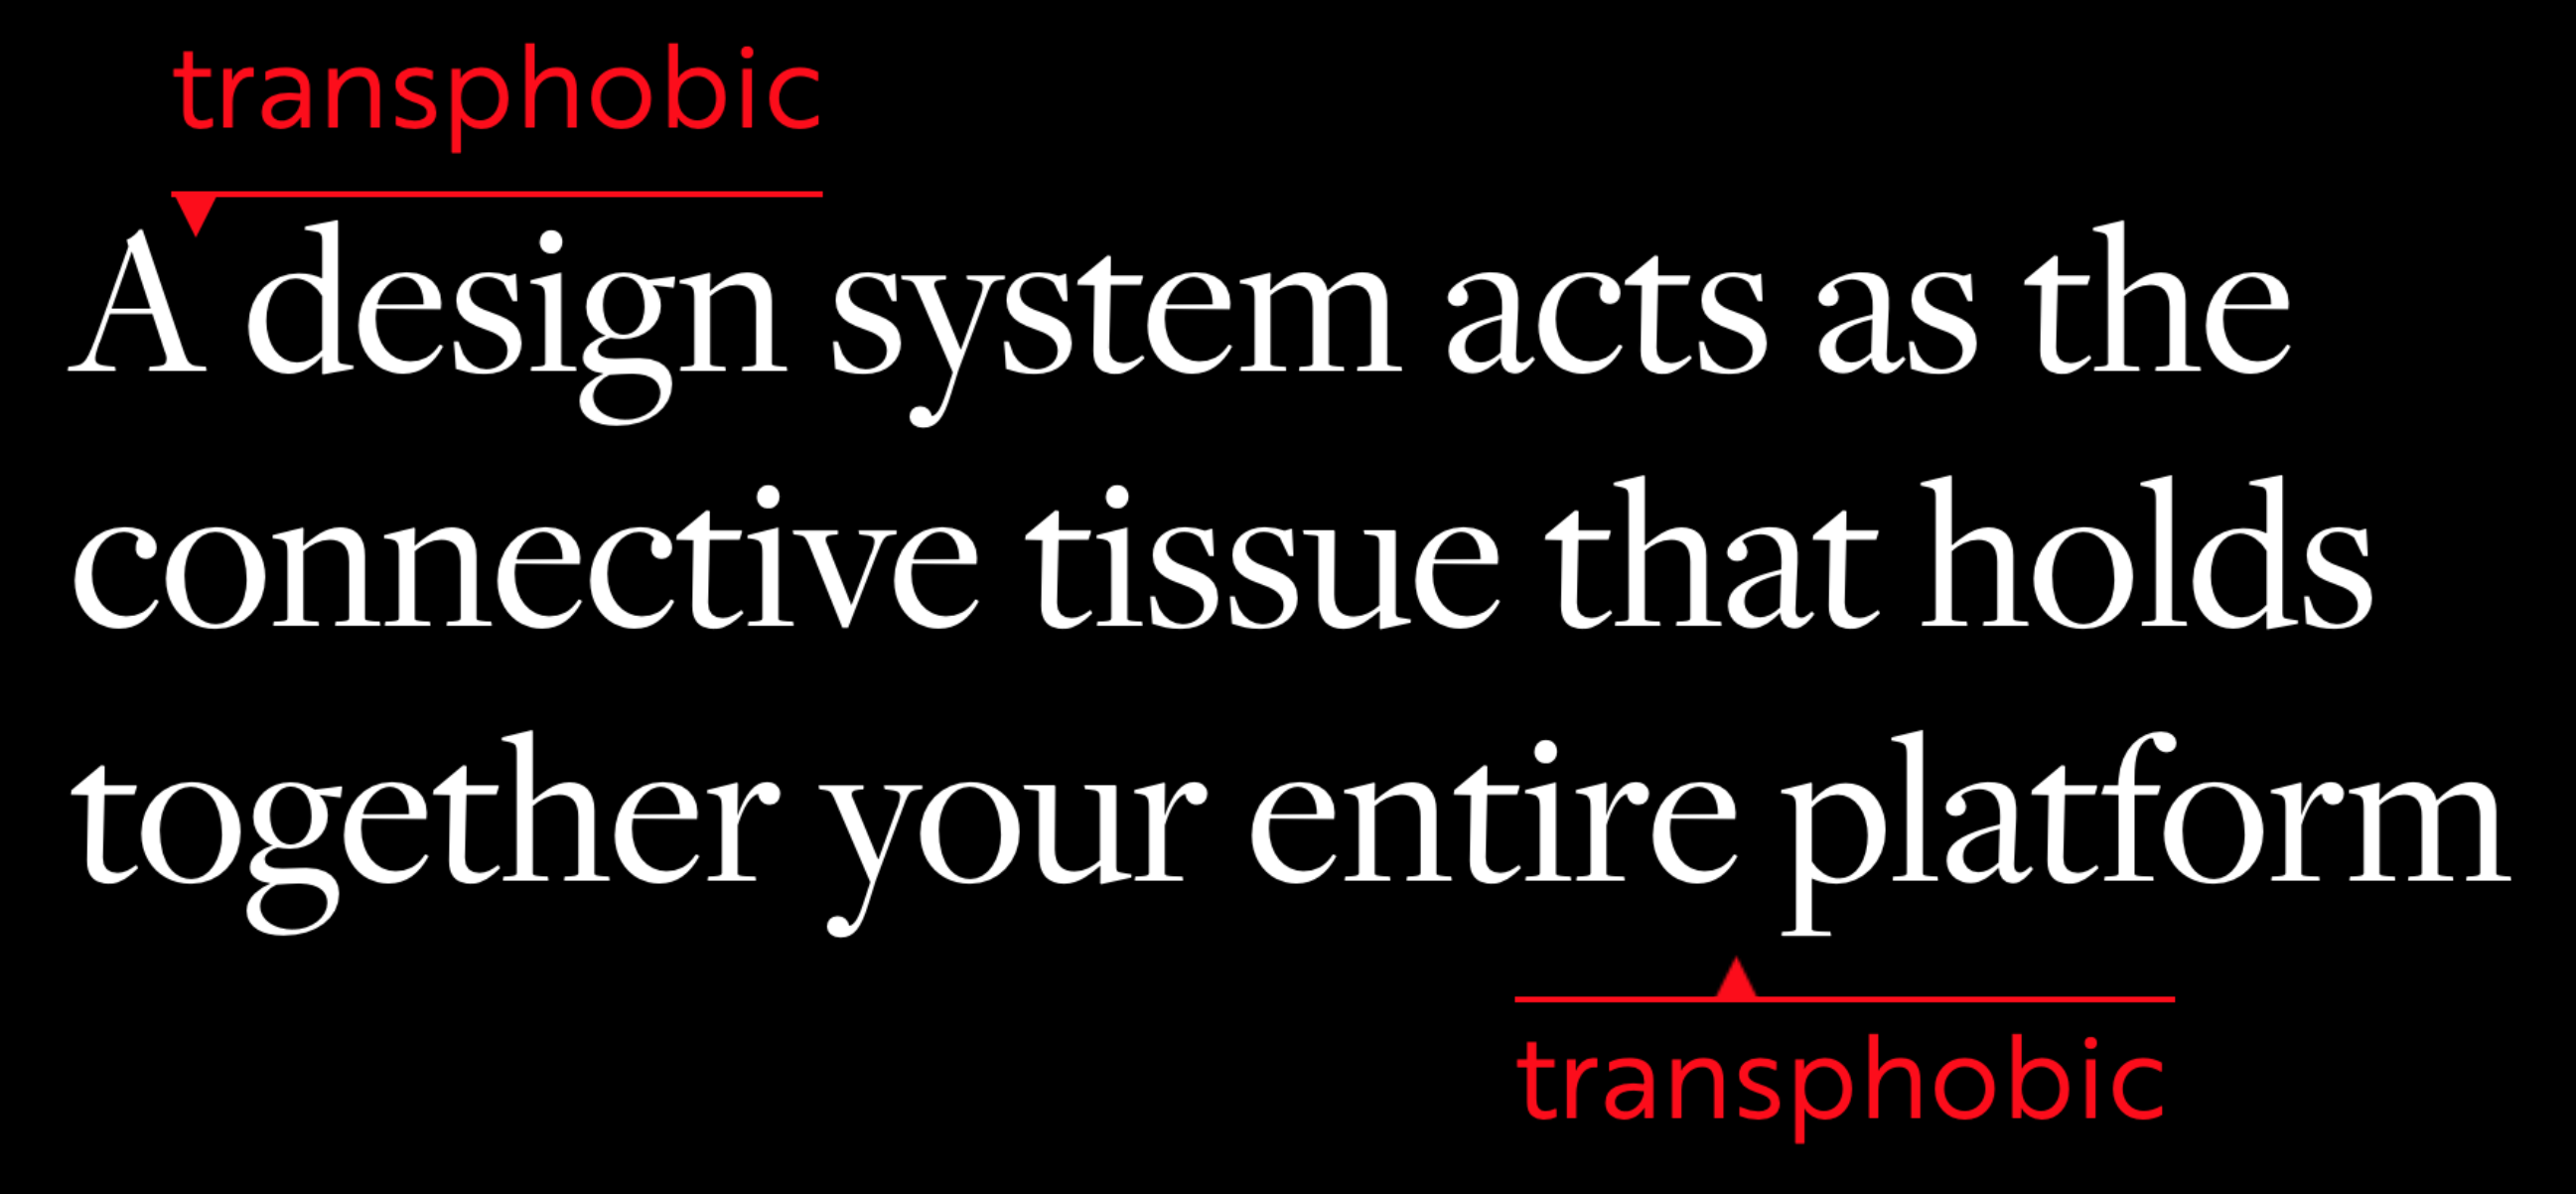 transphobic
A design system acts as the
connective tissue that holds
together your entire platform
transphobic